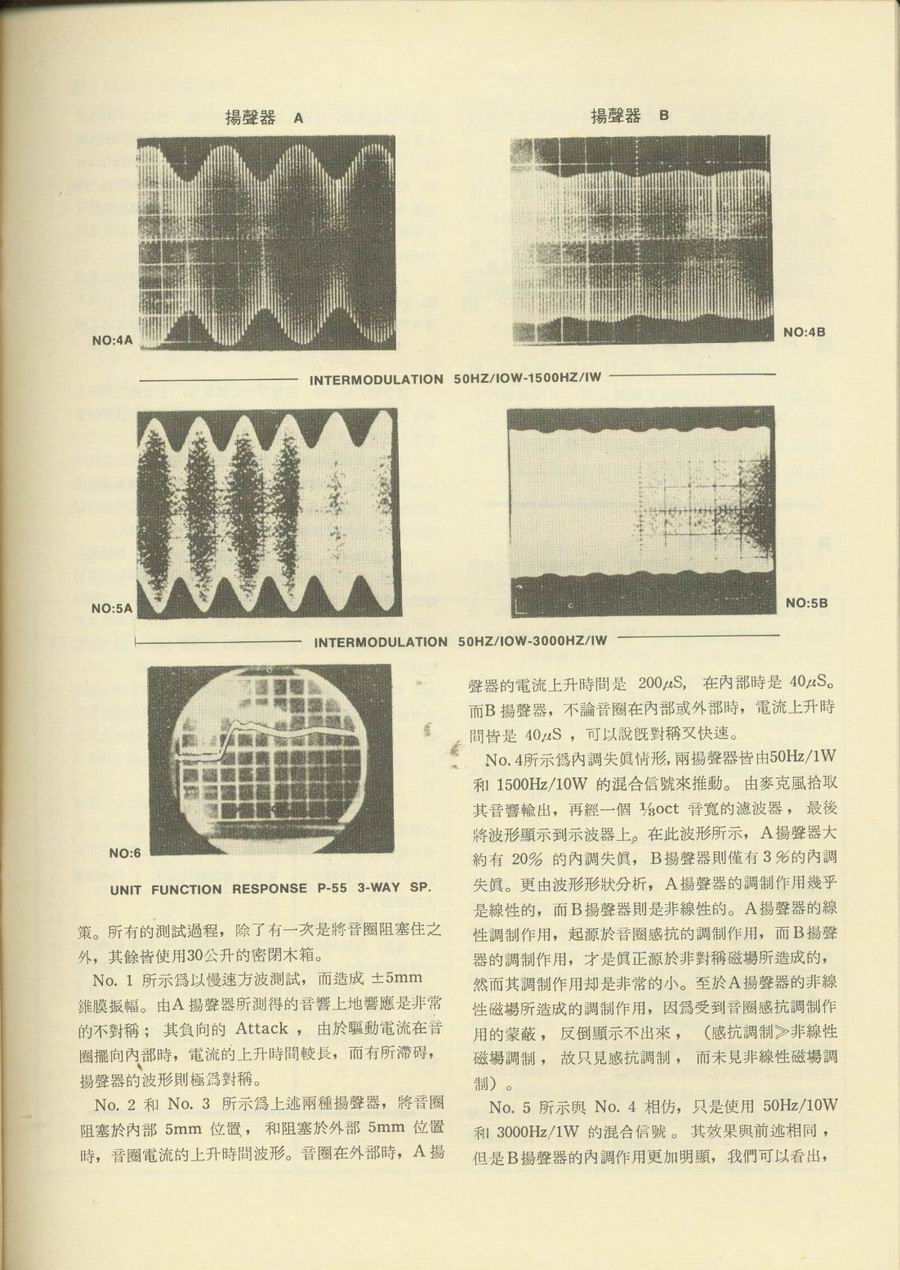 揚聲器 A
揚聲器 B
NO:4A
NO:4B
INTERMODULATION 50HZ/IOW-1500HZ/IW
NO:5A
NO:5B
INTERMODULATION 50HZ/IOW-3000HZ/IW
NO:6
UNIT FUNCTION RESPONSE P-55 3-WAY SP.
策。所有的測試過程，除了有一次是將音圈阻塞住之
外，其餘皆使用30公升的密閉木箱。
No. 1 所示爲以慢速方波測試，而造成 ±5mm
錐膜振幅。由A揚聲器所測得的音響上地響應是非常
的不對稱；其負向的 Attack ，由於驅動電流在音
圈擺向內部時，電流的上升時間較長，而有所滯碍，
揚聲器的波形則極爲對稱。
No. 2 和 No. 3 所示爲上述兩種揚聲器，將音圈
阻塞於內部 5mm 位置，和阻塞於外部 5mm 位置
時，音圈電流的上升時間波形。音圈在外部時，A揚
聲器的電流上升時間是 200μS, 在內部時是 40μS。
而B揚聲器，不論音圈在內部或外部時，電流上升時
間皆是 40μS ，可以說旣對稱又快速。
No. 4所示爲內調失眞情形，兩揚聲器皆由50Hz/1W
和 1500Hz/10W 的混合信號來推動。由麥克風拾取
其音響輸出，再經一個 ⅛oct 音寬的濾波器，最後
將波形顯示到示波器上。在此波形所示，A揚聲器大
約有 20% 的內調失眞，B揚聲器則僅有3%的內調
失眞。更由波形形狀分析，A揚聲器的調制作用幾乎
是線性的，而B揚聲器則是非線性的。A揚聲器的線
性調制作用，起源於音圈感抗的調制作用，而B揚聲
器的調制作用，才是眞正源於非對稱磁場所造成的，
然而其調制作用却是非常的小。至於A揚聲器的非線
性磁場所造成的調制作用，因爲受到音圈感抗調制作
用的蒙蔽，反倒顯示不出來，（感抗調制≫非線性
磁場調制，故只見感抗調制，而未見非線性磁場調
制）。
No. 5 所示與 No. 4 相仿，只是使用 50Hz/10W
和 3000Hz/1W 的混合信號。其效果與前述相同，
但是B揚聲器的內調作用更加明顯，我們可以看出，